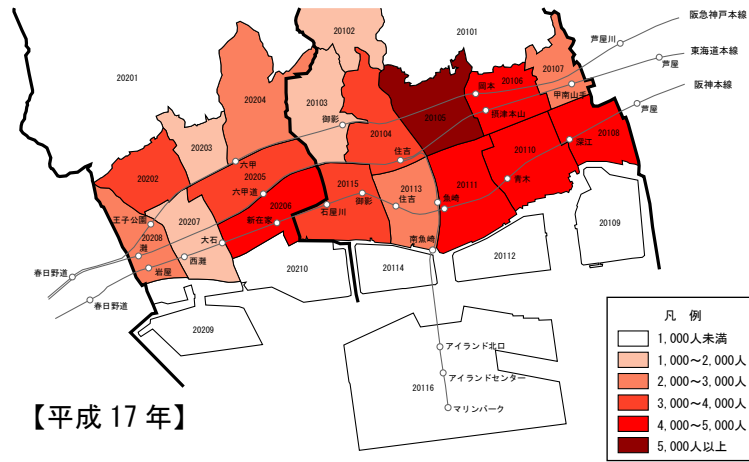 阪急神戸本線
20102
20101
芦屋川
東海道本線
芦屋
20201
20107
20106
阪神本線
20204
20103
岡本
甲南山手
芦屋
20105
摂津本山
御影
20104
20108
20203
住吉
20110
深江
六甲
20202
20205
六甲道
20115
20113
20111
青木
御影
住吉
魚崎
20206
新在家
石屋川
20109
王子公園
20207
20208
大石
灘
南魚崎
西灘
20112
岩屋
20210
20114
春日野道
春日野道
凡 例
20209
1,000人未満
アイランド北口
1,000～2,000人
2,000～3,000人
アイランドセンター
20116
3,000～4,000人
マリンパーク
【平成 17 年】
4,000～5,000人
5,000人以上